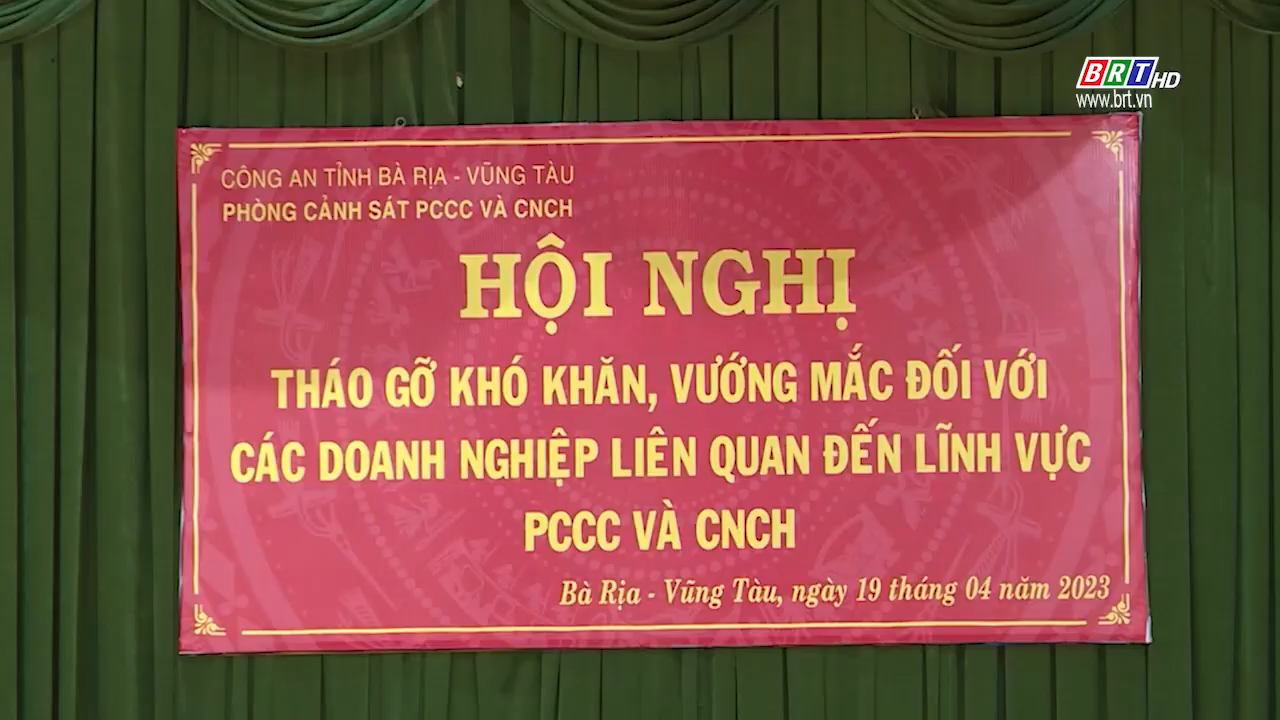 BRT HD
www.brt.vn
CÔNG AN TỈNH BÀ RỊA - VŨNG TÀU
PHÒNG CẢNH SÁT PCCC VÀ CNCH
HỘI NGHỊ
THÁO GỠ KHÓ KHĂN, VƯỚNG MẮC ĐỐI VỚI
CÁC DOANH NGHIỆP LIÊN QUAN ĐẾN LĨNH VỰC
PCCC VÀ CNCH
Bà Rịa - Vũng Tàu, ngày 19 tháng 04 năm 2023